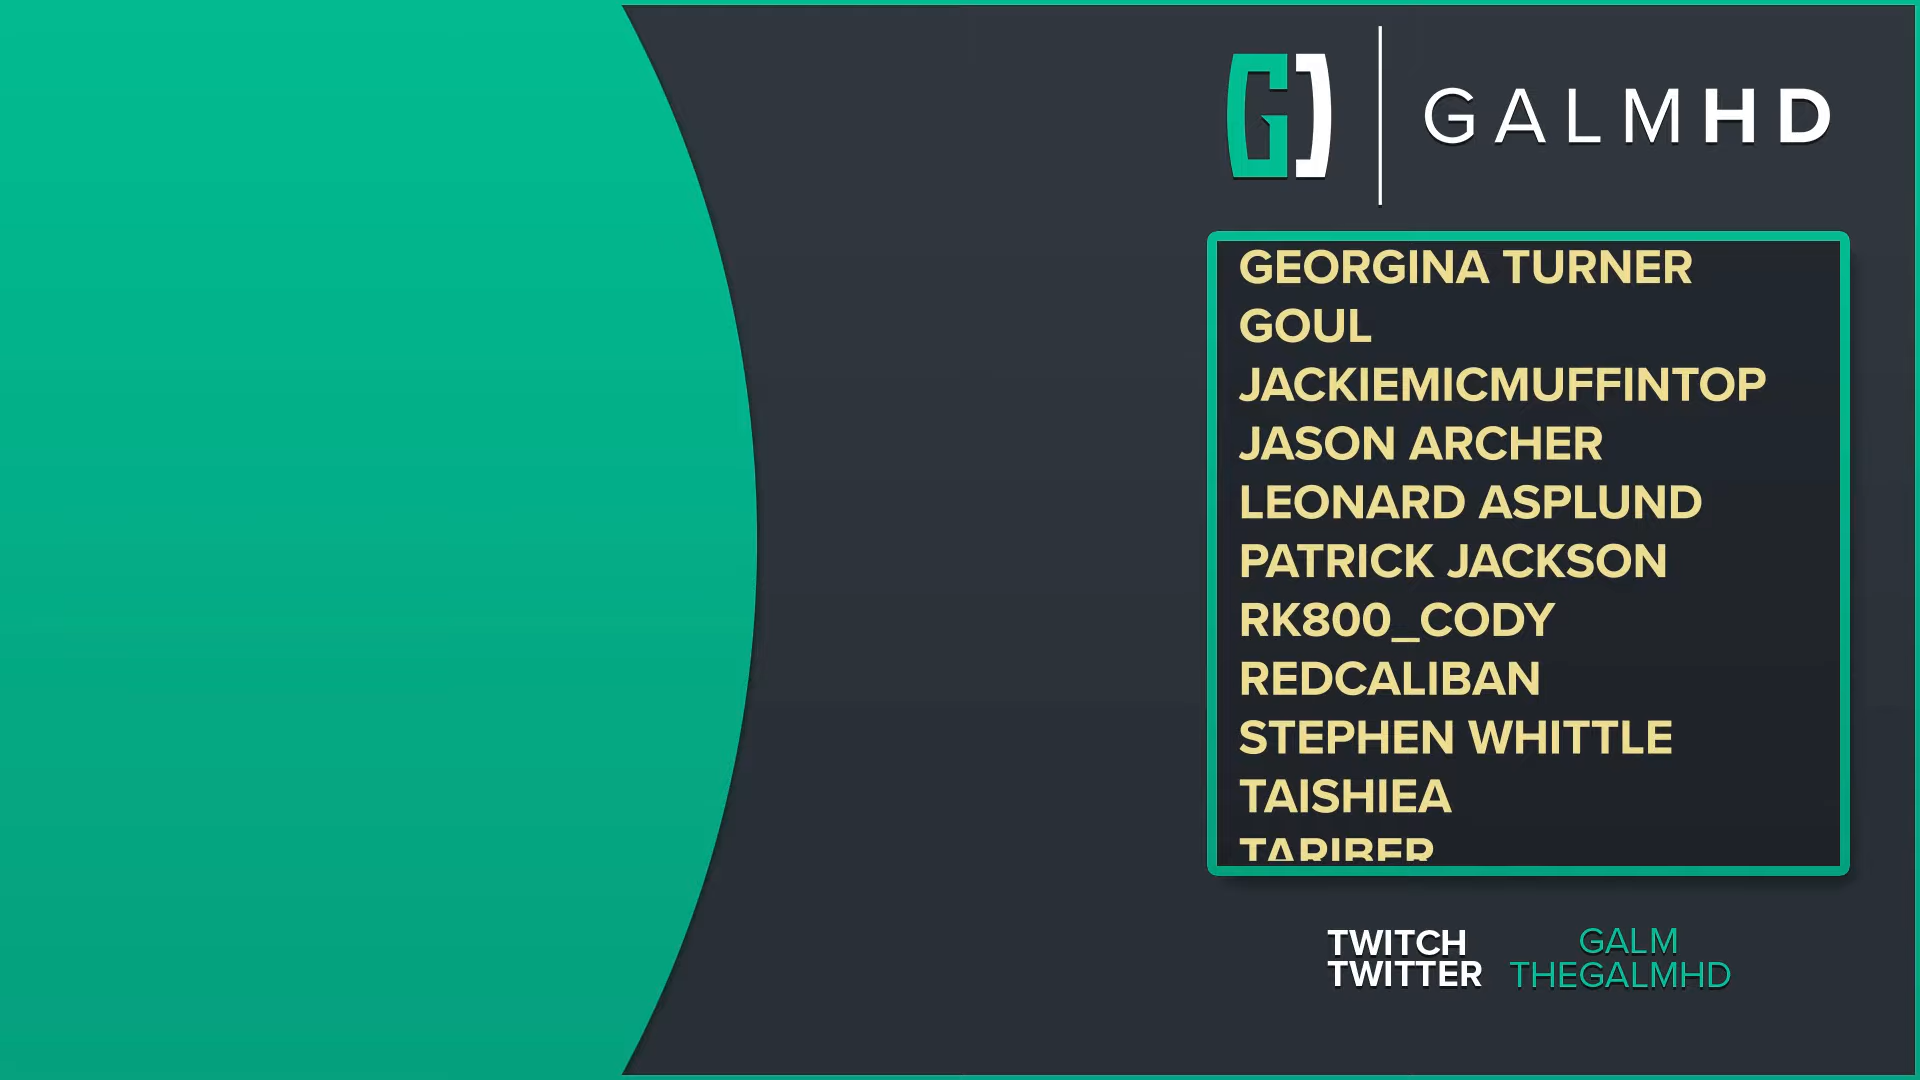 GALMHD
GEORGINA TURNER
GOUL
JACKIEMICMUFFINTOP
JASON ARCHER
LEONARD ASPLUND
PATRICK JACKSON
RK800_CODY
REDCALIBAN
STEPHEN WHITTLE
TAISHIEA
TWITCH GALM
TWITTER THEGALMHD